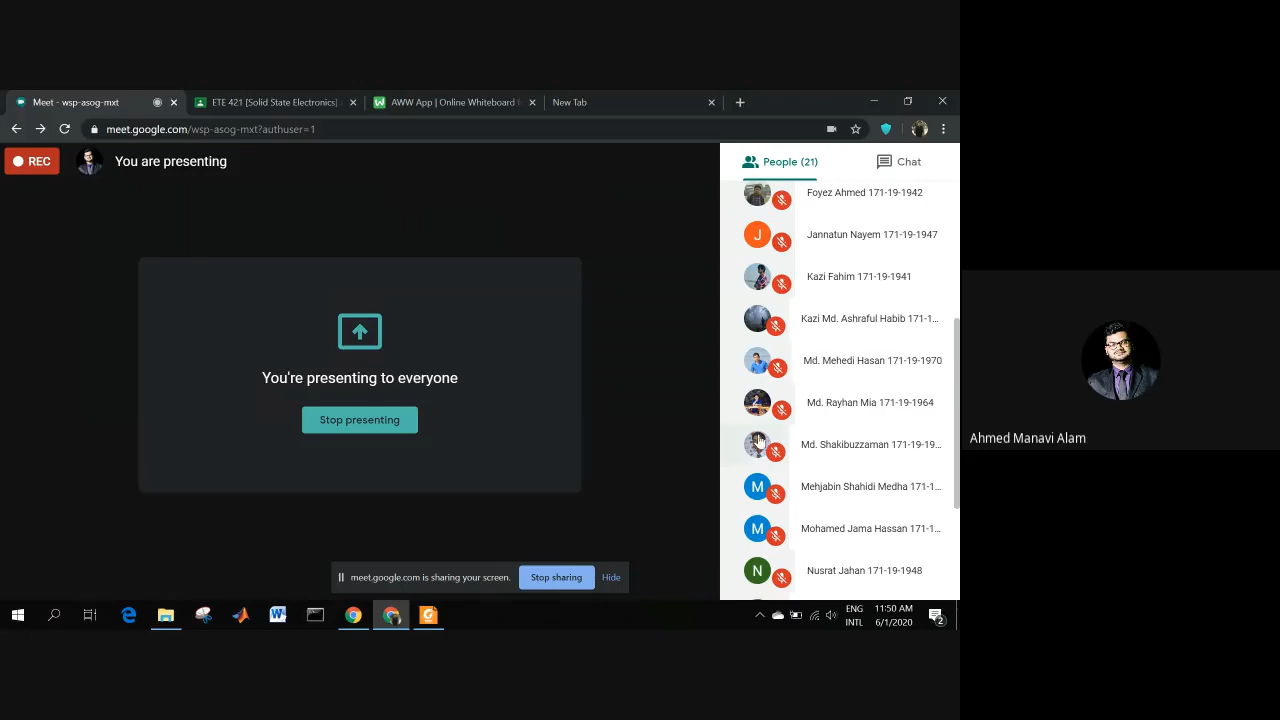 Meet - wsp-asog-mxt
ETE 421 [Solid State Electronics]
AWW App | Online Whiteboard
New Tab
meet.google.com/wsp-asog-mxt?authuser=1
REC
You are presenting
People (21)
Chat
Foyez Ahmed 171-19-1942
Jannatun Nayem 171-19-1947
J
Kazi Fahim 171-19-1941
Kazi Md. Ashraful Habib 171-1...
Md. Mehedi Hasan 171-19-1970
Md. Rayhan Mia 171-19-1964
Md. Shakibuzzaman 171-19-19...
M
Mehjabin Shahidi Medha 171-1...
M
Mohamed Jama Hassan 171-1...
N
Nusrat Jahan 171-19-1948
You're presenting to everyone
Stop presenting
meet.google.com is sharing your screen.
Stop sharing
Hide
Ahmed Manavi Alam
ENG
INTL
11:50 AM
6/1/2020
2